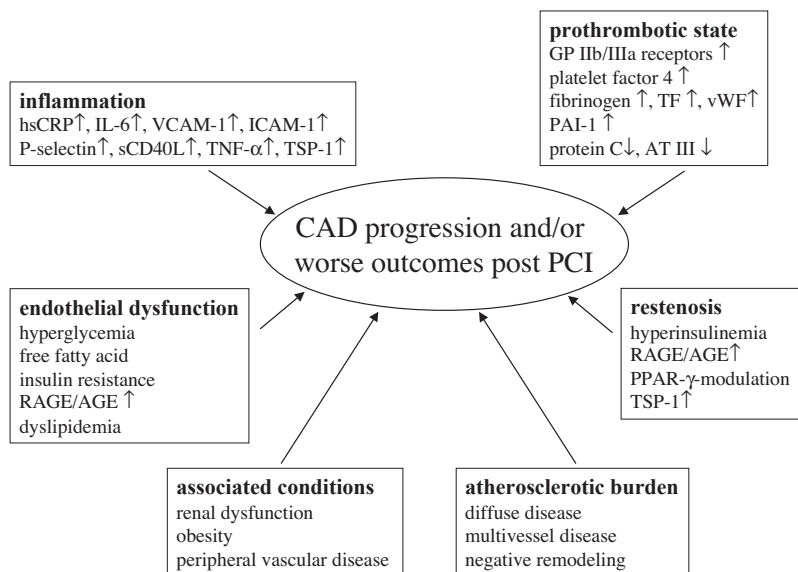 prothrombotic state
GP IIb/IIIa receptors ↑
platelet factor 4 ↑
fibrinogen ↑, TF ↑, vWF↑
PAI-1 ↑
protein C↓, AT III ↓
inflammation
hsCRP↑, IL-6↑, VCAM-1↑, ICAM-1↑
P-selectin↑, sCD40L↑, TNF-α↑, TSP-1↑
CAD progression and/or
worse outcomes post PCI
endothelial dysfunction
hyperglycemia
free fatty acid
insulin resistance
RAGE/AGE ↑
dyslipidemia
restenosis
hyperinsulinemia
RAGE/AGE↑
PPAR-γ-modulation
TSP-1↑
associated conditions
renal dysfunction
obesity
peripheral vascular disease
atherosclerotic burden
diffuse disease
multivessel disease
negative remodeling